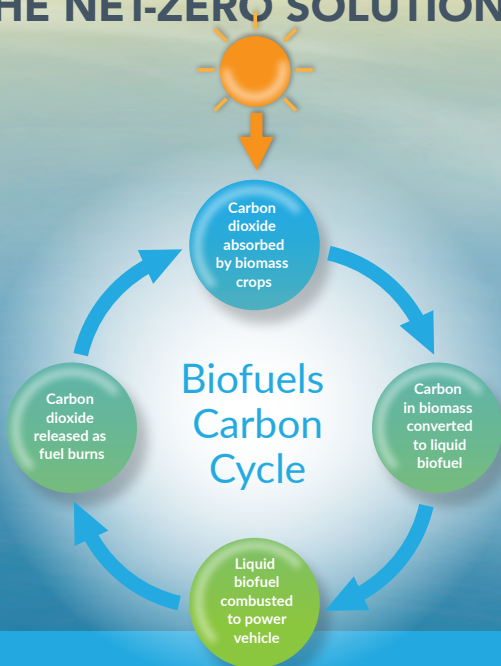 HE NET-ZERO SOLUTION
Carbon
dioxide
absorbed
by biomass
crops
Carbon
dioxide
released as
fuel burns
Biofuels
Carbon
Cycle
Carbon
in biomass
converted
to liquid
biofuel
Liquid
biofuel
combusted
to power
vehicle